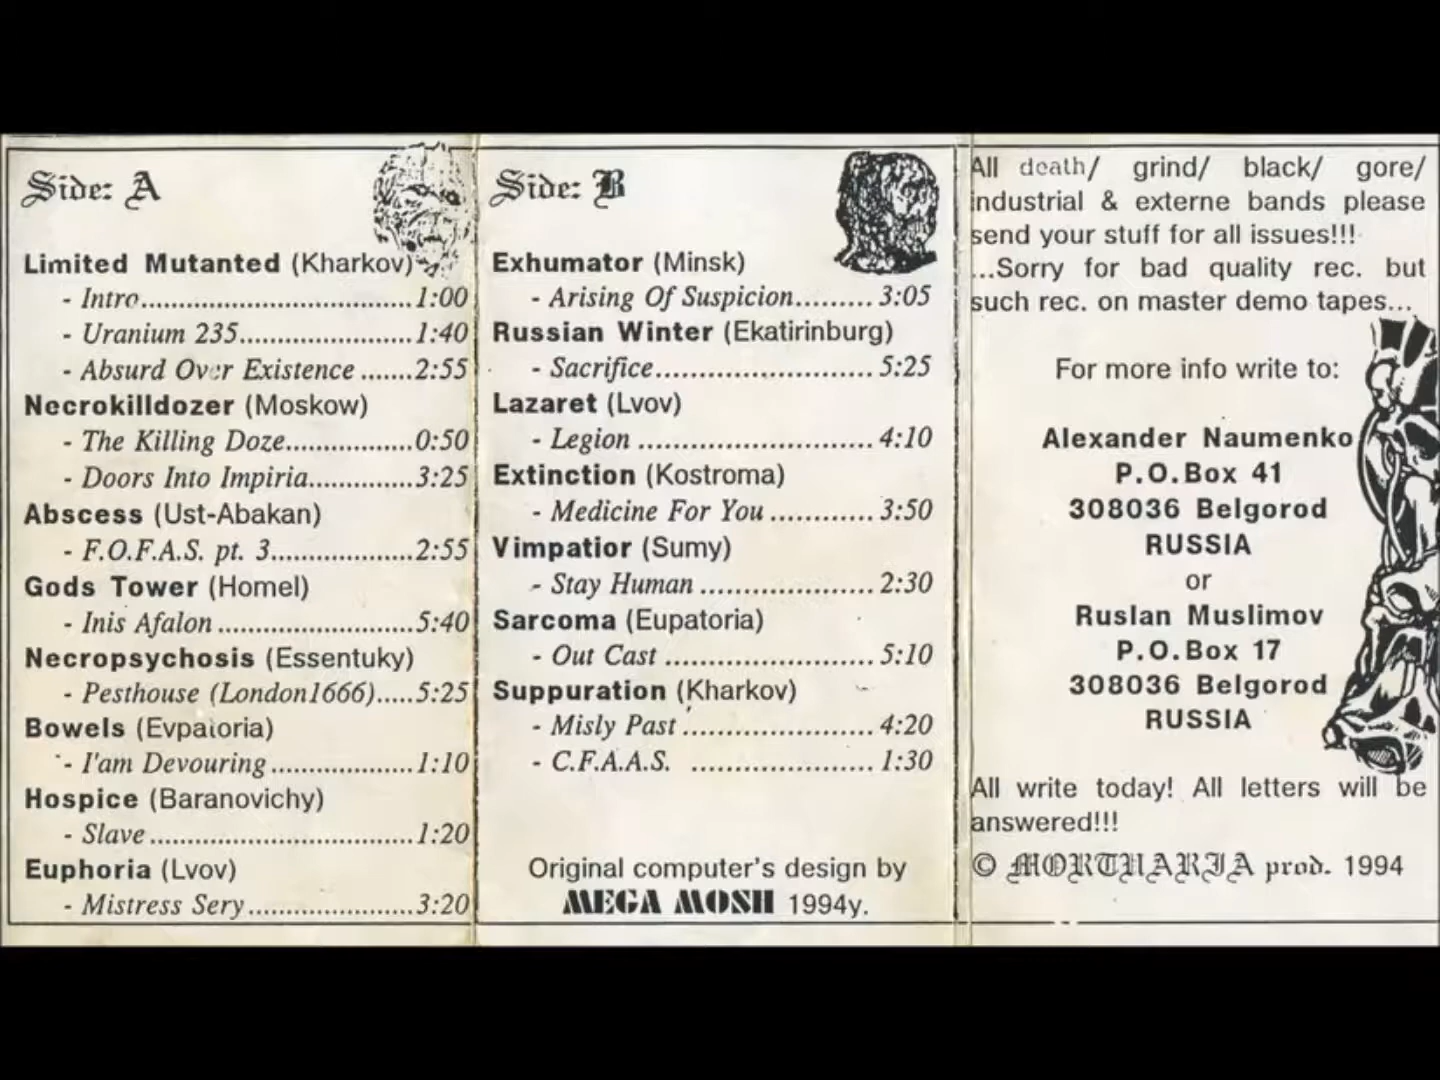 Side: A
Limited Mutanted (Kharkov)
- Intro..............................1:00
- Uranium 235....................1:40
- Absurd Over Existence .......2:55
Necrokilldozer (Moskow)
- The Killing Doze...............0:50
- Doors Into Impiria.............3:25
Abscess (Ust-Abakan)
- F.O.F.A.S. pt. 3.................2:55
Gods Tower (Homel)
- Inis Afalon .......................5:40
Necropsychosis (Essentuky)
- Pesthouse (London1666).....5:25
Bowels (Evpatoria)
- I'am Devouring .................1:10
Hospice (Baranovichy)
- Slave ...............................1:20
Euphoria (Lvov)
- Mistress Sery....................3:20
Side: B
Exhumator (Minsk)
- Arising Of Suspicion......... 3:05
Russian Winter (Ekatirinburg)
- Sacrifice.......................... 5:25
Lazaret (Lvov)
- Legion ............................ 4:10
Extinction (Kostroma)
- Medicine For You ............ 3:50
Vimpatior (Sumy)
- Stay Human ..................... 2:30
Sarcoma (Eupatoria)
- Out Cast ......................... 5:10
Suppuration (Kharkov)
- Misly Past ....................... 4:20
- C.F.A.A.S. ...................... 1:30
Original computer's design by
MEGA MOSH 1994y.
All death/ grind/ black/ gore/
industrial & externe bands please
send your stuff for all issues!!!
...Sorry for bad quality rec. but
such rec. on master demo tapes...
For more info write to:
Alexander Naumenko
P.O.Box 41
308036 Belgorod
RUSSIA
or
Ruslan Muslimov
P.O.Box 17
308036 Belgorod
RUSSIA
All write today! All letters will be
answered!!!
© MORTUARIA prod. 1994